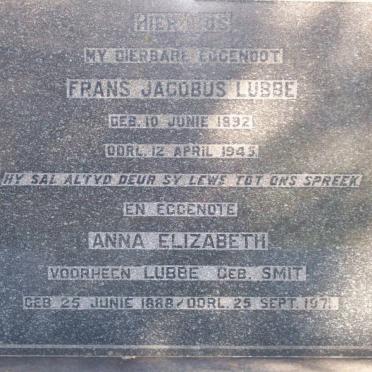 HIER RUS
MY DIERBARE EGGENOOT
FRANS JACOBUS LUBBE
GEB. 10 JUNIE 1892
OORL. 12 APRIL 1945
HY SAL ALTYD DEUR SY LEWE TOT ONS SPREEK
EN EGGENOTE
ANNA ELIZABETH
VOORHEEN LUBBE GEB. SMIT
GEB 25 JUNIE 1888/OORL. 25 SEPT.